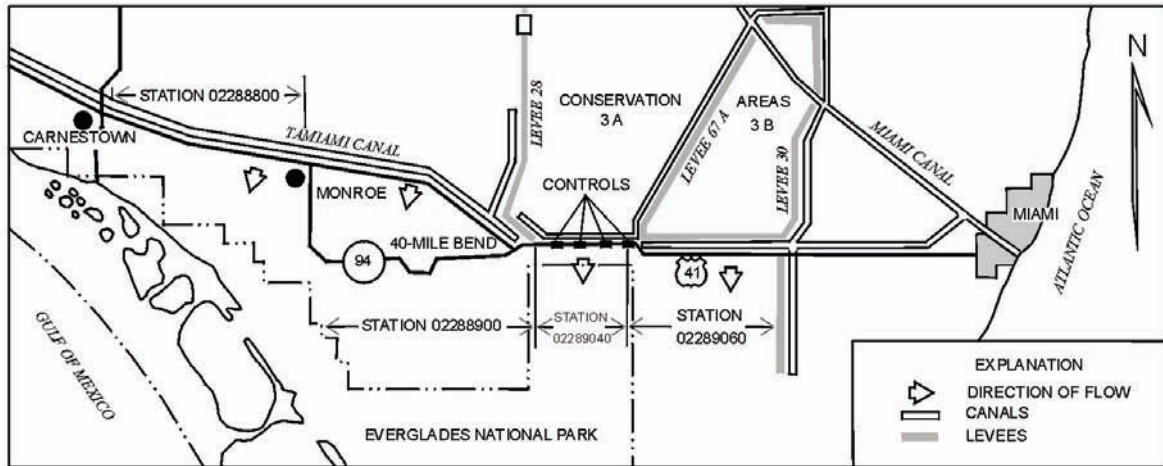 STATION 02288800
CARNESTOWN
TAMIAMI CANAL
LEVEE 28
CONSERVATION
3 A
AREAS
3 B
LEVEE 67 A
LEVEE 30
MIAMI CANAL
N
MONROE
CONTROLS
MIAMI
40-MILE BEND
94
41
ATLANTIC OCEAN
GULF OF MEXICO
STATION 02288900
STATION
02289040
STATION
02289060
EVERGLADES NATIONAL PARK
EXPLANATION
DIRECTION OF FLOW
CANALS
LEVEES